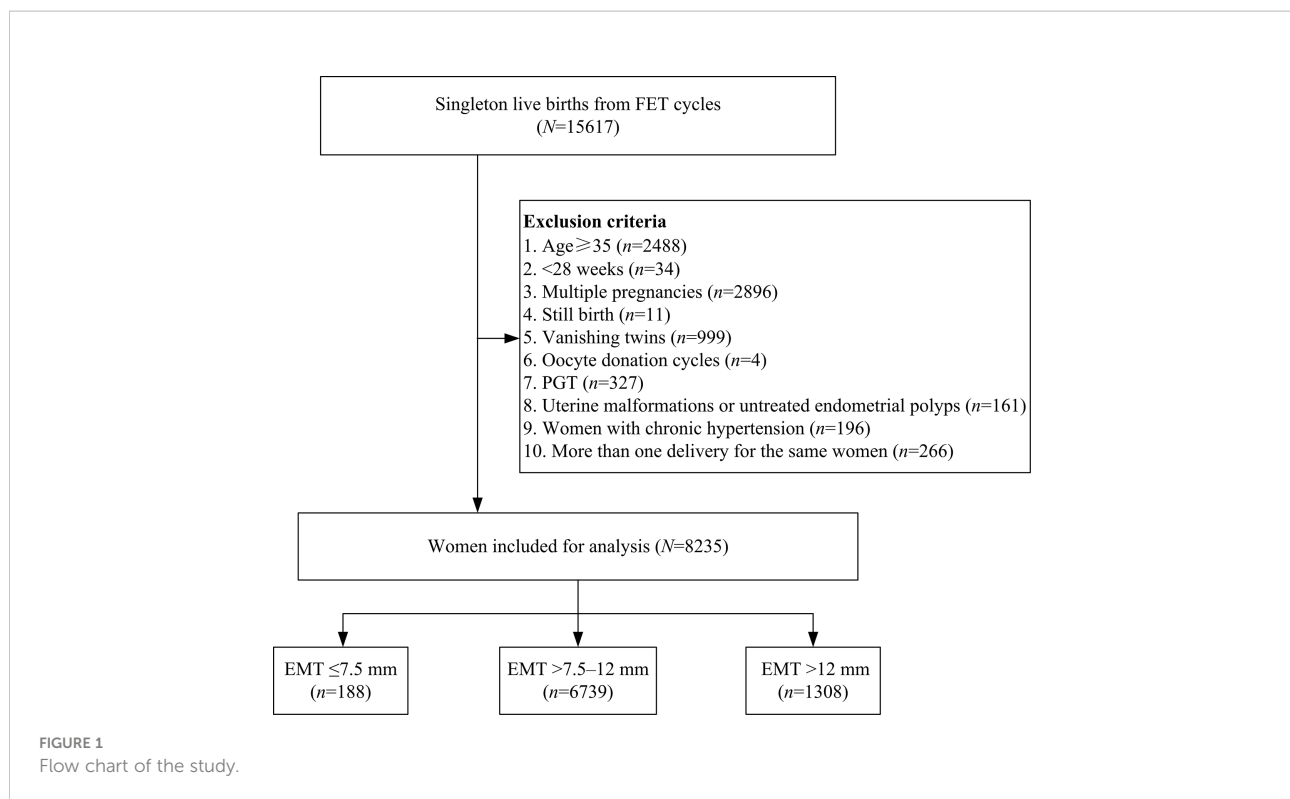 Singleton live births from FET cycles
(N=15617)
Exclusion criteria
1. Age≥35 (n=2488)
2. <28 weeks (n=34)
3. Multiple pregnancies (n=2896)
4. Still birth (n=11)
5. Vanishing twins (n=999)
6. Oocyte donation cycles (n=4)
7. PGT (n=327)
8. Uterine malformations or untreated endometrial polyps (n=161)
9. Women with chronic hypertension (n=196)
10. More than one delivery for the same women (n=266)
Women included for analysis (N=8235)
EMT ≤7.5 mm
(n=188)
EMT >7.5–12 mm
(n=6739)
EMT >12 mm
(n=1308)
FIGURE 1
Flow chart of the study.